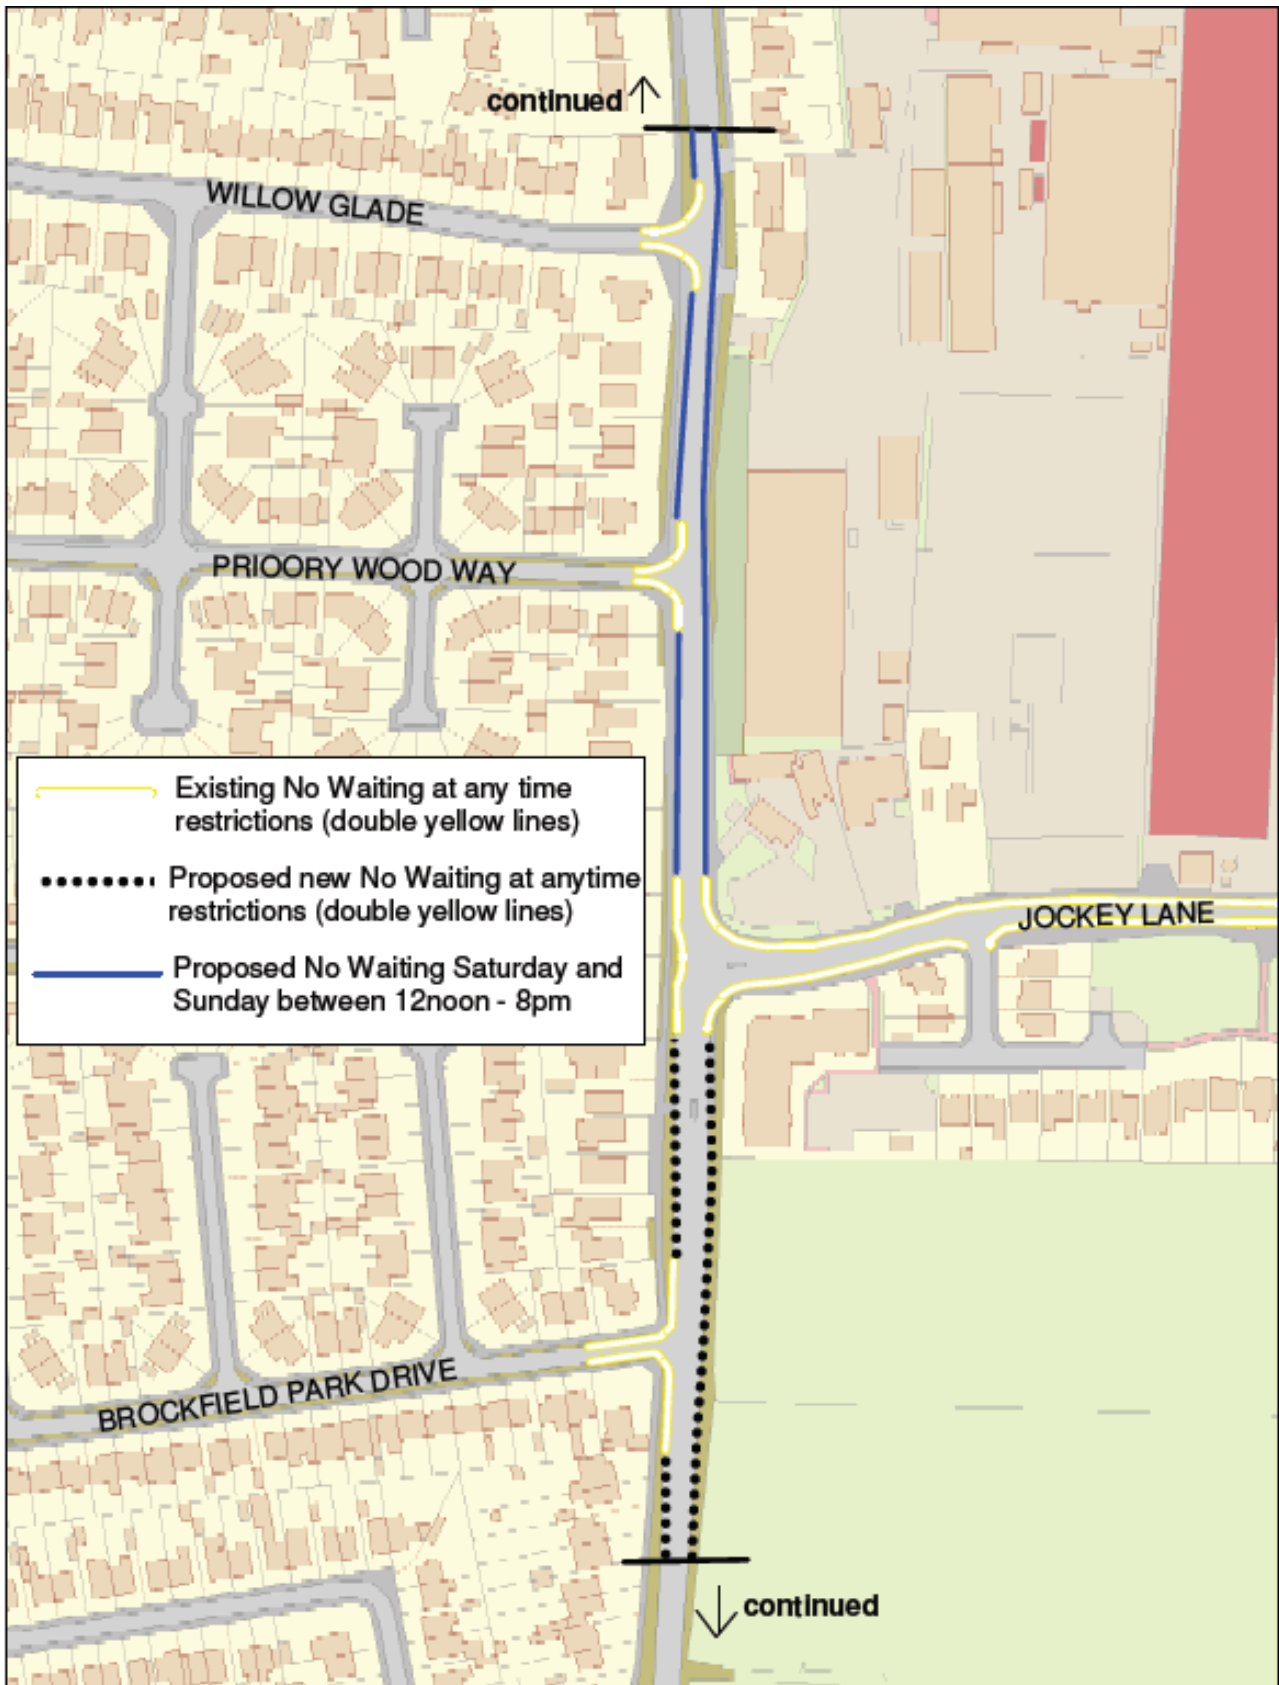 continued
WILLOW GLADE
PRIOORY WOOD WAY
Existing No Waiting at any time
restrictions (double yellow lines)
Proposed new No Waiting at anytime
restrictions (double yellow lines)
Proposed No Waiting Saturday and
Sunday between 12noon - 8pm
JOCKEY LANE
BROCKFIELD PARK DRIVE
continued